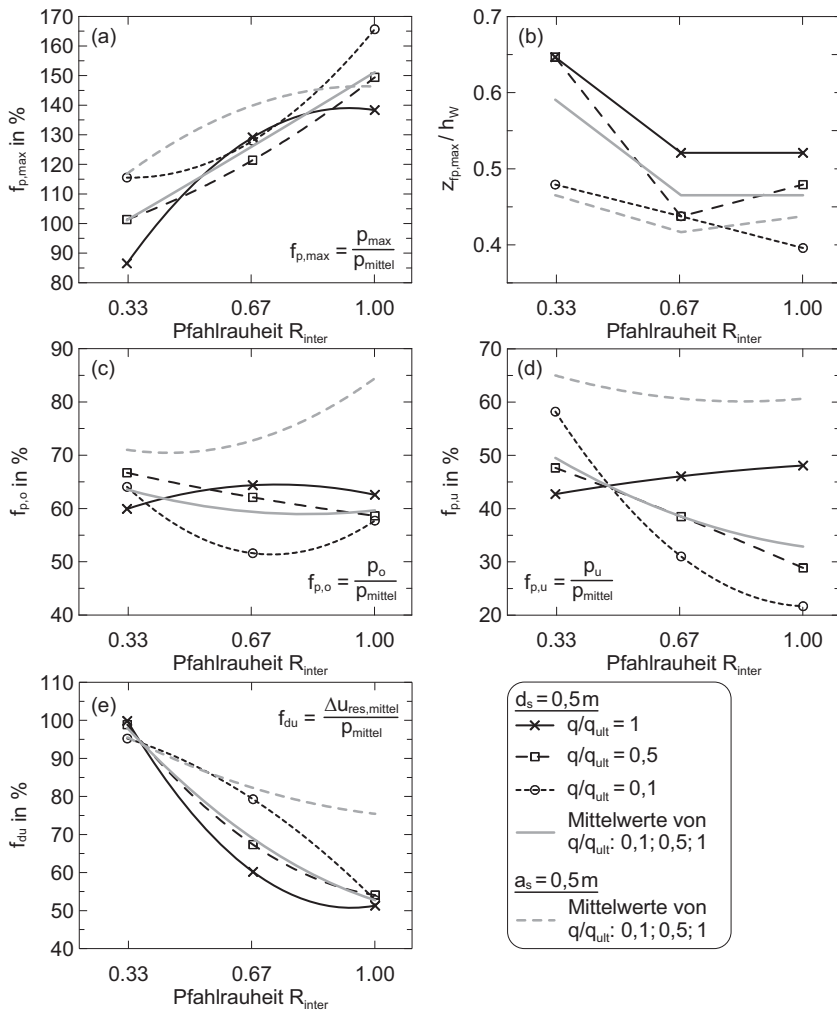 (a)
170
160
150
140
130
120
110
100
90
80
f_p,max in %
f_p,max = p_max / p_mittel
0.33 0.67 1.00
Pfahlrauheit R_inter
(b)
0.7
0.6
0.5
0.4
z_fp,max / h_W
0.33 0.67 1.00
Pfahlrauheit R_inter
(c)
90
80
70
60
50
40
f_p,o in %
f_p,o = p_o / p_mittel
0.33 0.67 1.00
Pfahlrauheit R_inter
(d)
70
60
50
40
30
20
f_p,u in %
f_p,u = p_u / p_mittel
0.33 0.67 1.00
Pfahlrauheit R_inter
(e)
110
100
90
80
70
60
50
40
f_du in %
f_du = Δu_res,mittel / p_mittel
0.33 0.67 1.00
Pfahlrauheit R_inter
d_s = 0,5 m
q/q_ult = 1
q/q_ult = 0,5
q/q_ult = 0,1
Mittelwerte von
q/q_ult: 0,1; 0,5; 1
a_s = 0,5 m
Mittelwerte von
q/q_ult: 0,1; 0,5; 1